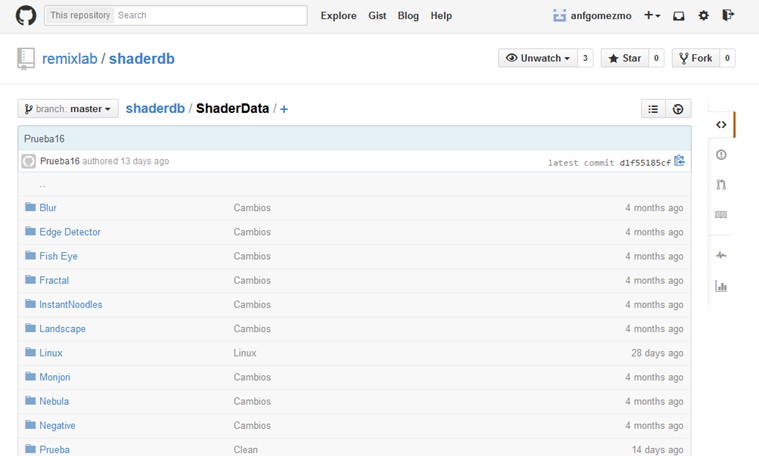 This repository Search Explore Gist Blog Help anfgomezmo
remixlab / shaderdb Unwatch 3 Star 0 Fork 0
branch: master shaderdb / ShaderData / +
Prueba16
Prueba16 authored 13 days ago latest commit d1f55185cf
..
Blur Cambios 4 months ago
Edge Detector Cambios 4 months ago
Fish Eye Cambios 4 months ago
Fractal Cambios 4 months ago
InstantNoodles Cambios 4 months ago
Landscape Cambios 4 months ago
Linux Linux 28 days ago
Monjori Cambios 4 months ago
Nebula Cambios 4 months ago
Negative Cambios 4 months ago
Prueba Clean 14 days ago